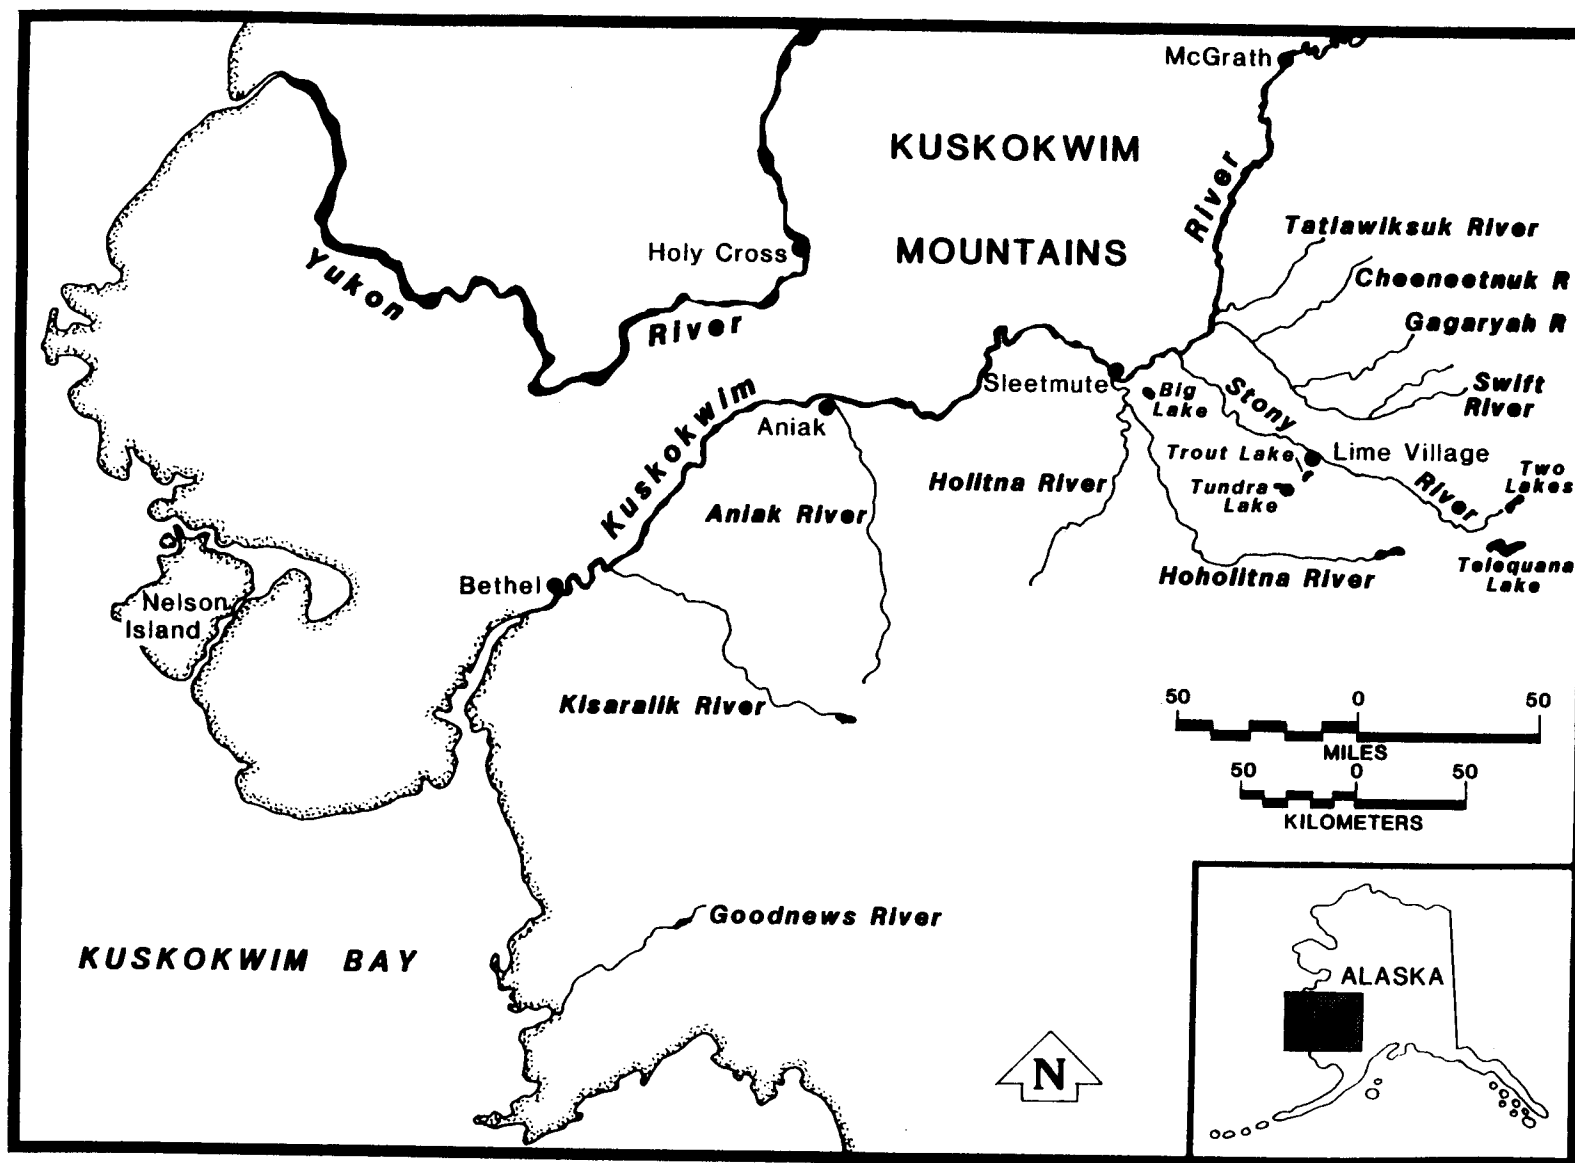 McGrath
KUSKOKWIM
MOUNTAINS
River
Tatlawiksuk River
Cheeneetnuk R
Gagaryah R
Swift
River
Holy Cross
Yukon
River
Sleetmute
Big
Lake
Stony
River
Lime Village
Trout Lake
Tundra
Lake
Two
Lakes
Telequana
Lake
Kuskokwim
Aniak
Aniak River
Holitna River
Hoholitna River
Bethel
Nelson
Island
Kisaralik River
50 0 50
MILES
50 0 50
KILOMETERS
Goodnews River
KUSKOKWIM BAY
N
ALASKA